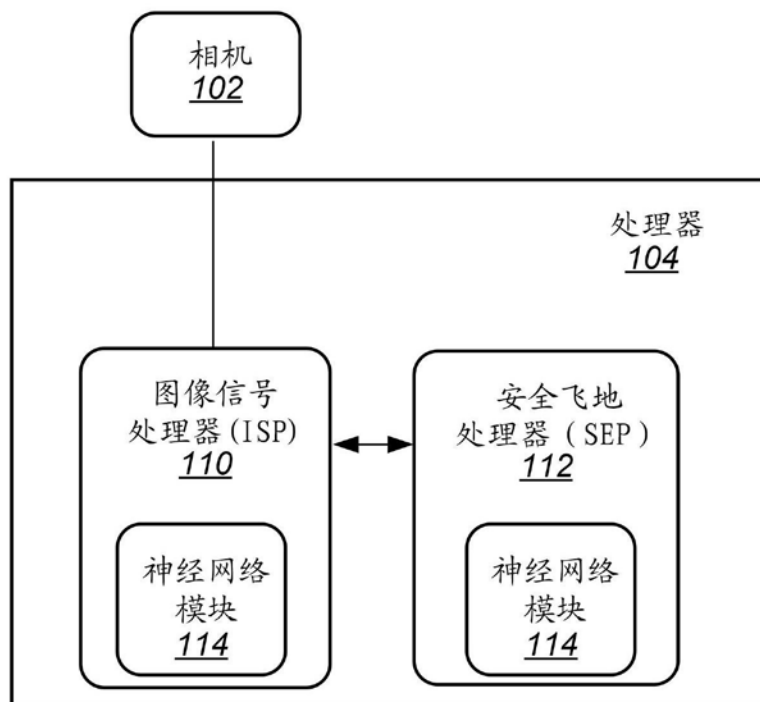 相机
102
处理器
104
图像信号
处理器(ISP)
110
神经网络
模块
114
安全飞地
处理器(SEP)
112
神经网络
模块
114